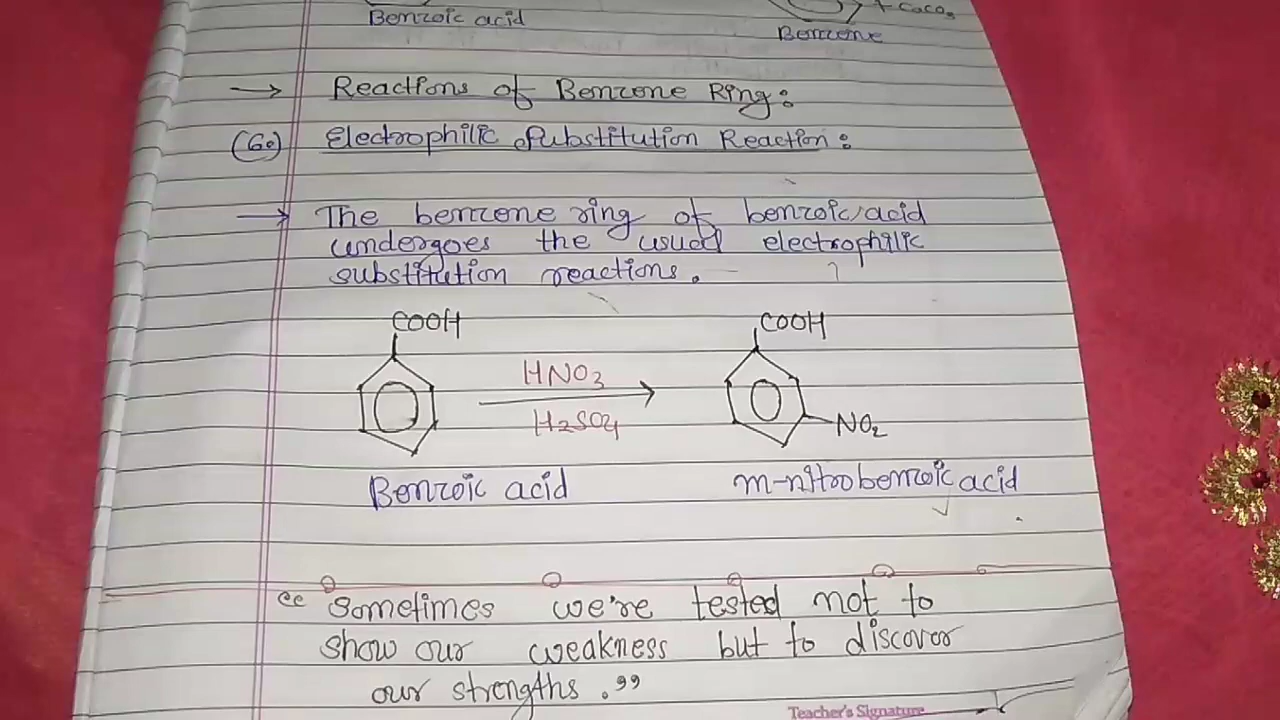 Benzoic acid
+ CaCO3
Benzene
→ Reactions of Benzene Ring:
(6.) Electrophilic Substitution Reaction:
→ The benzene ring of benzoic acid
undergoes the usual electrophilic
substitution reactions.
COOH
COOH
HNO3
H2SO4
NO2
Benzoic acid
m-nitrobenzoic acid
“ Sometimes we're tested not to
show our weakness but to discover
our strengths.”
Teacher's Signature